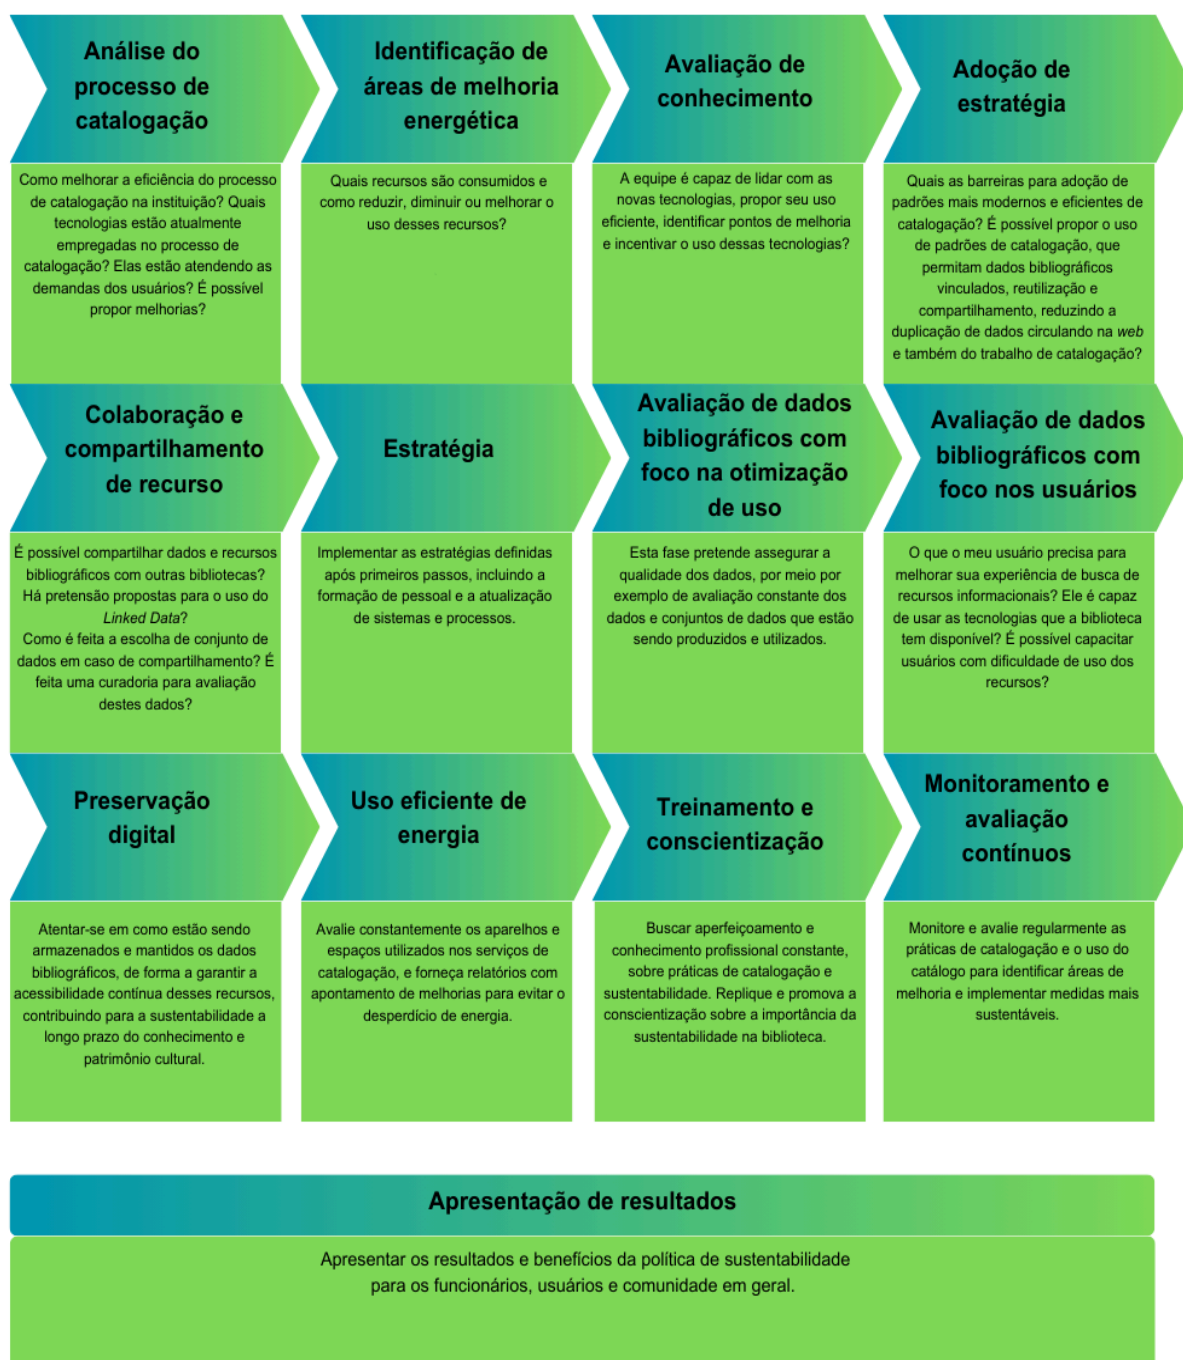 Análise do
processo de
catalogação
Como melhorar a eficiência do processo
de catalogação na instituição? Quais
tecnologias estão atualmente
empregadas no processo de
catalogação? Elas estão atendendo as
demandas dos usuários? É possível
propor melhorias?
Identificação de
áreas de melhoria
energética
Quais recursos são consumidos e
como reduzir, diminuir ou melhorar o
uso desses recursos?
Avaliação de
conhecimento
A equipe é capaz de lidar com as
novas tecnologias, propor seu uso
eficiente, identificar pontos de melhoria
e incentivar o uso dessas tecnologias?
Adoção de
estratégia
Quais as barreiras para adoção de
padrões mais modernos e eficientes de
catalogação? É possível propor o uso
de padrões de catalogação, que
permitam dados bibliográficos
vinculados, reutilização e
compartilhamento, reduzindo a
duplicação de dados circulando na web
e também do trabalho de catalogação?
Colaboração e
compartilhamento
de recurso
É possível compartilhar dados e recursos
bibliográficos com outras bibliotecas?
Há pretensão propostas para o uso do
Linked Data?
Como é feita a escolha de conjunto de
dados em caso de compartilhamento? É
feita uma curadoria para avaliação
destes dados?
Estratégia
Implementar as estratégias definidas
após primeiros passos, incluindo a
formação de pessoal e a atualização
de sistemas e processos.
Avaliação de dados
bibliográficos com
foco na otimização
de uso
Esta fase pretende assegurar a
qualidade dos dados, por meio por
exemplo de avaliação constante dos
dados e conjuntos de dados que estão
sendo produzidos e utilizados.
Avaliação de dados
bibliográficos com
foco nos usuários
O que o meu usuário precisa para
melhorar sua experiência de busca de
recursos informacionais? Ele é capaz
de usar as tecnologias que a biblioteca
tem disponível? É possível capacitar
usuários com dificuldade de uso dos
recursos?
Preservação
digital
Atentar-se em como estão sendo
armazenados e mantidos os dados
bibliográficos, de forma a garantir a
acessibilidade contínua desses recursos,
contribuindo para a sustentabilidade a
longo prazo do conhecimento e
patrimônio cultural.
Uso eficiente de
energia
Avalie constantemente os aparelhos e
espaços utilizados nos serviços de
catalogação, e forneça relatórios com
apontamento de melhorias para evitar o
desperdício de energia.
Treinamento e
conscientização
Buscar aperfeiçoamento e
conhecimento profissional constante,
sobre práticas de catalogação e
sustentabilidade. Replique e promova a
conscientização sobre a importância da
sustentabilidade na biblioteca.
Monitoramento e
avaliação
contínuos
Monitore e avalie regularmente as
práticas de catalogação e o uso do
catálogo para identificar áreas de
melhoria e implementar medidas mais
sustentáveis.
Apresentação de resultados
Apresentar os resultados e benefícios da política de sustentabilidade
para os funcionários, usuários e comunidade em geral.